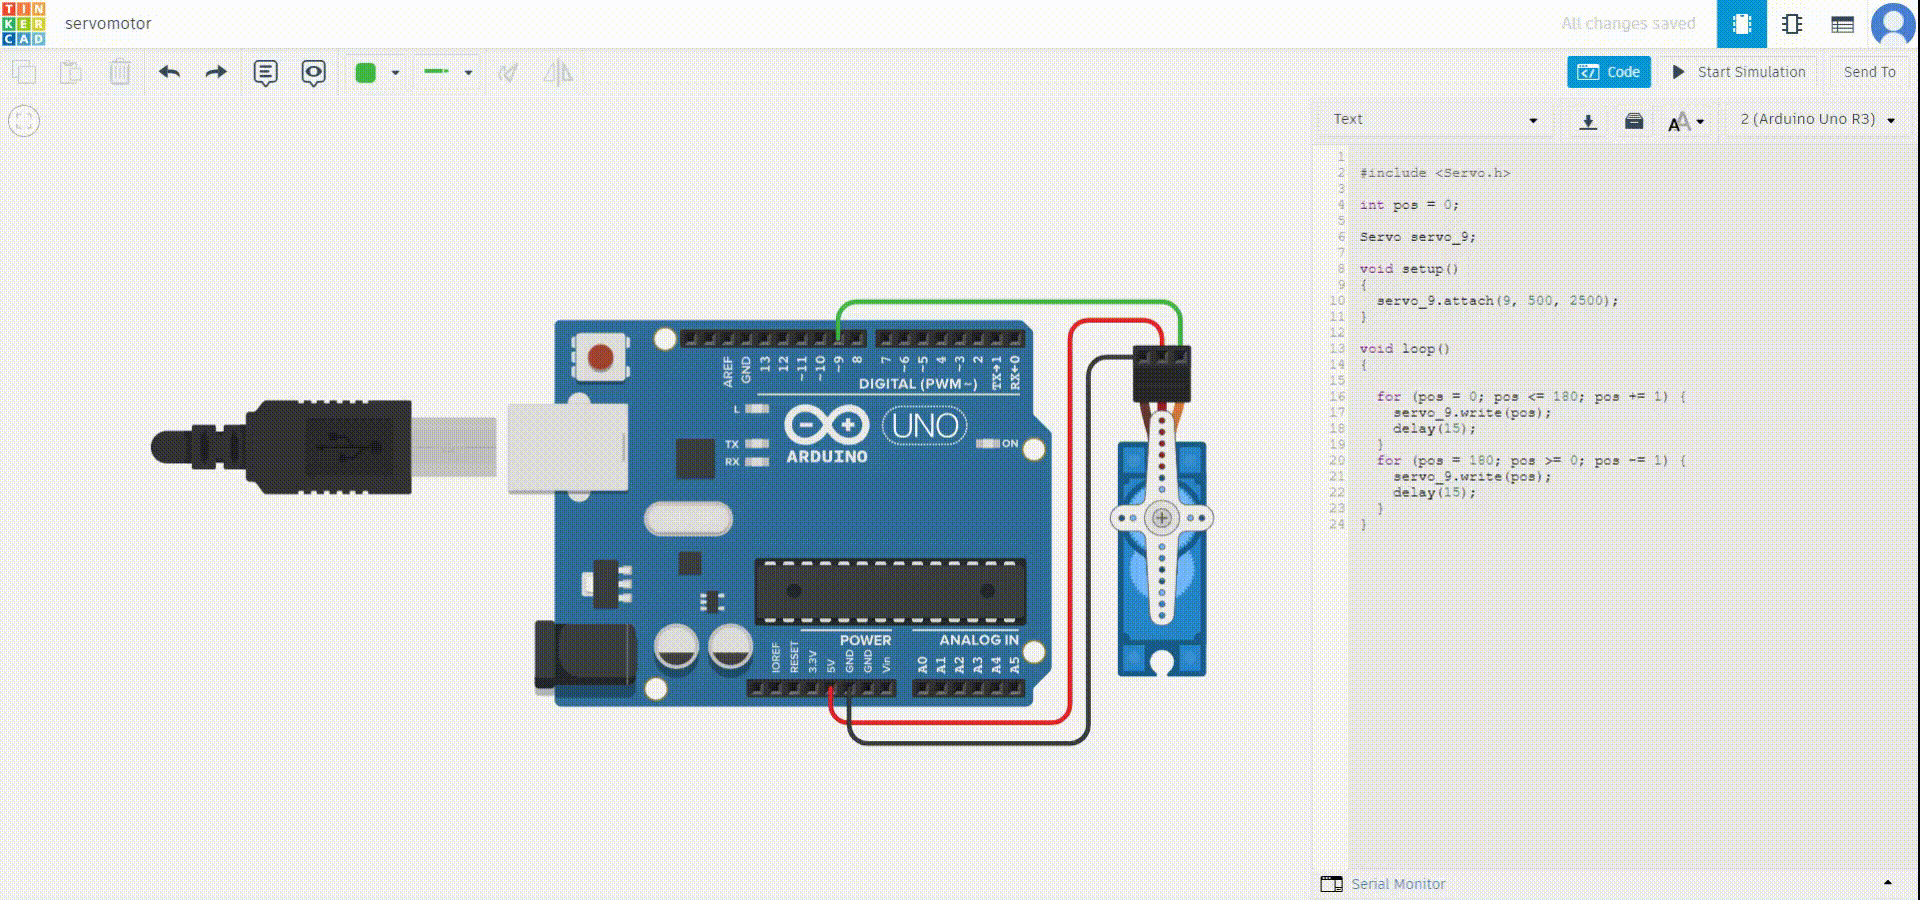 TIN
KER
CAD
servomotor
All changes saved
Code
Start Simulation
Send To
Text
AA
2 (Arduino Uno R3)
1
2 #include <Servo.h>
3
4 int pos = 0;
5
6 Servo servo_9;
7
8 void setup()
9 {
10 servo_9.attach(9, 500, 2500);
11 }
12
13 void loop()
14 {
15
16 for (pos = 0; pos <= 180; pos += 1) {
17 servo_9.write(pos);
18 delay(15);
19 }
20 for (pos = 180; pos >= 0; pos -= 1) {
21 servo_9.write(pos);
22 delay(15);
23 }
24 }
AREF GND 13 12 ~11 ~10 ~9 8 7 ~6 ~5 4 ~3 2 TX→1 RX←0
DIGITAL (PWM~)
L
TX
RX
UNO
ON
ARDUINO
POWER ANALOG IN
IOREF RESET 3.3V 5V GND GND Vin A0 A1 A2 A3 A4 A5
Serial Monitor